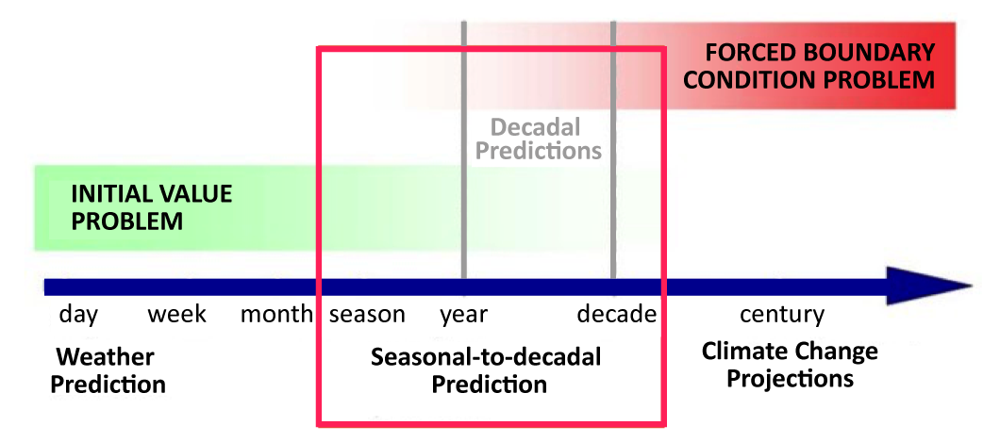 FORCED BOUNDARY
CONDITION PROBLEM
Decadal
Predictions
INITIAL VALUE
PROBLEM
day week month season year decade century
Weather
Prediction
Seasonal-to-decadal
Prediction
Climate Change
Projections